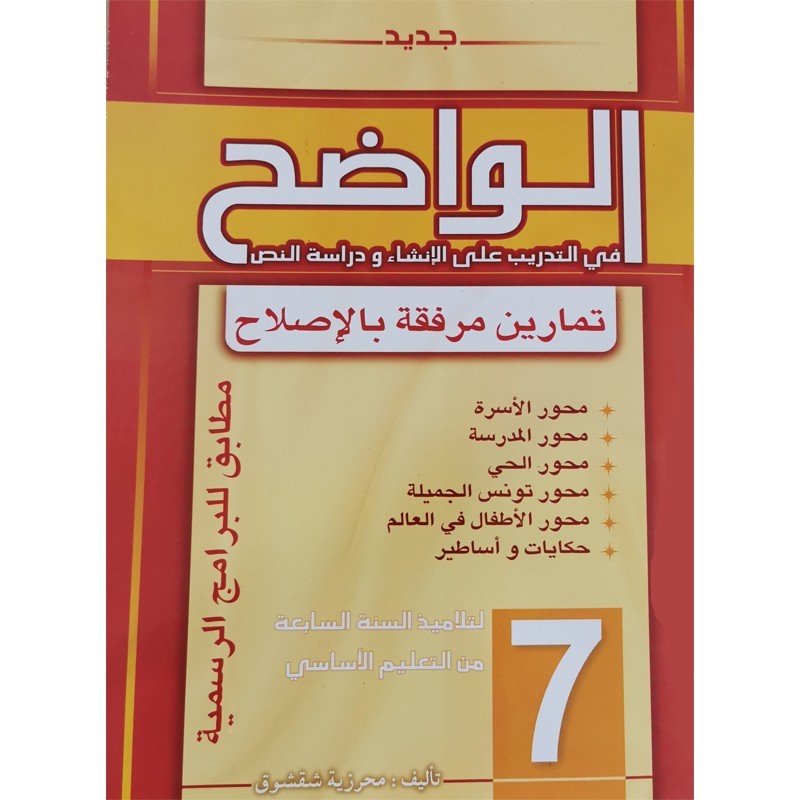 جديد
الواضح
في التدريب على الإنشاء و دراسة النص
تمارين مرفقة بالإصلاح
محور الأسرة
محور المدرسة
محور الحي
محور تونس الجميلة
محور الأطفال في العالم
حكايات و أساطير
مطابق للبرامج الرسمية
لتلاميذ السنة السابعة
من التعليم الأساسي
7
تأليف : محرزية شقشوق